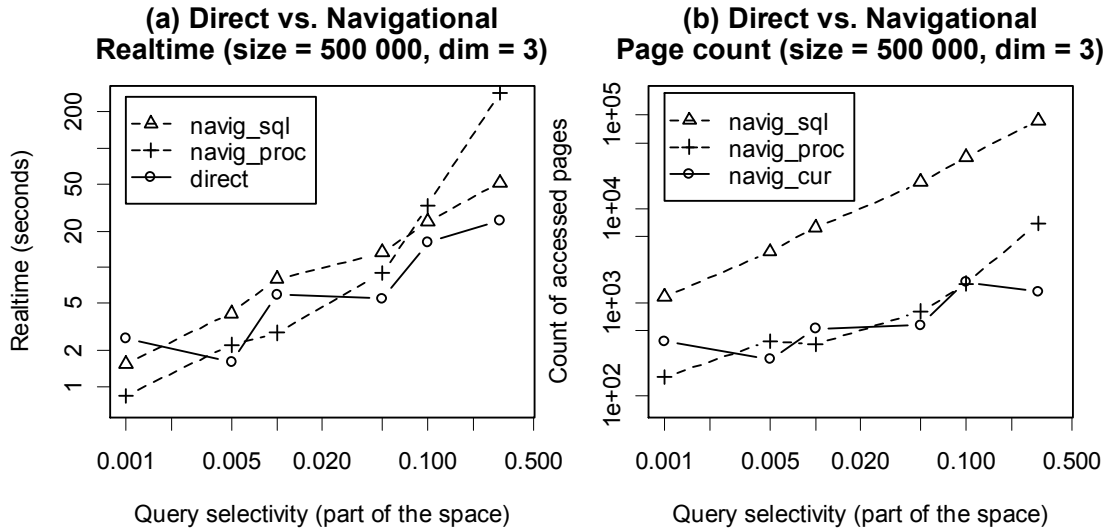 (a) Direct vs. Navigational
Realtime (size = 500 000, dim = 3)
Realtime (seconds)
200
50
20
5
2
1
navig_sql
navig_proc
direct
0.001
0.005
0.020
0.100
0.500
Query selectivity (part of the space)
(b) Direct vs. Navigational
Page count (size = 500 000, dim = 3)
Count of accessed pages
1e+05
1e+04
1e+03
1e+02
navig_sql
navig_proc
navig_cur
0.001
0.005
0.020
0.100
0.500
Query selectivity (part of the space)